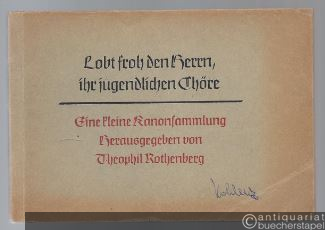 Lobt froh den Herrn,
ihr jugendlichen Chöre
Eine kleine Kanonsammlung
Herausgegeben von
Theophil Rothenberg
antiquariat
buecherstapel